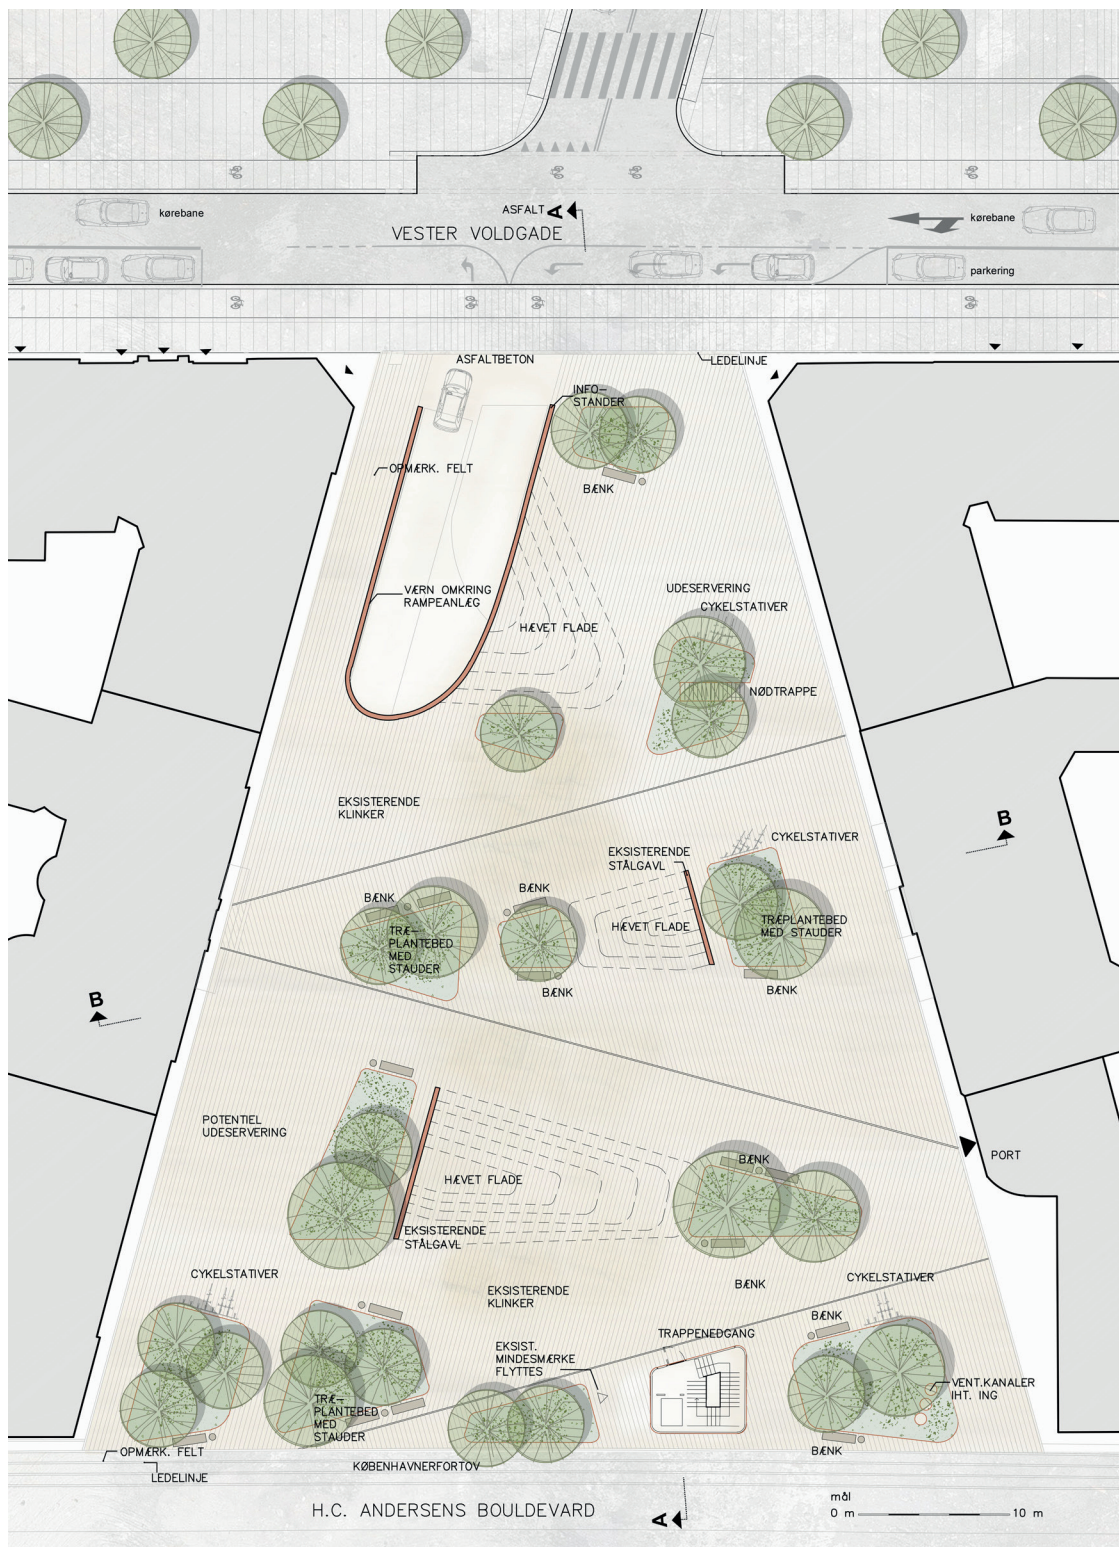 kørebane
ASFALT A
kørebane
VESTER VOLDGADE
parkering
ASFALTBETON
LEDELINJE
INFO-
STANDER
OPMÆRK. FELT
BÆNK
VÆRN OMKRING
RAMPEANLÆG
UDESERVERING
CYKELSTATIVER
HÆVET FLADE
NØDTRAPPE
EKSISTERENDE
KLINKER
B
CYKELSTATIVER
EKSISTERENDE
STÅLGAVL
BÆNK
BÆNK
HÆVET FLADE
TRÆPLANTEBED
MED STAUDER
TRÆ-
PLANTEBED
MED
STAUDER
BÆNK
BÆNK
B
POTENTIEL
UDESERVERING
PORT
BÆNK
HÆVET FLADE
EKSISTERENDE
STÅLGAVL
CYKELSTATIVER
EKSISTERENDE
KLINKER
BÆNK
CYKELSTATIVER
BÆNK
TRAPPENEDGANG
EKSIST.
MINDESMÆRKE
FLYTTES
VENT.KANALER
IHT. ING
TRÆ-
PLANTEBED
MED
STAUDER
OPMÆRK. FELT
LEDELINJE
KØBENHAVNERFORTOV
BÆNK
H.C. ANDERSENS BOULDEVARD
A
mål
0 m 10 m